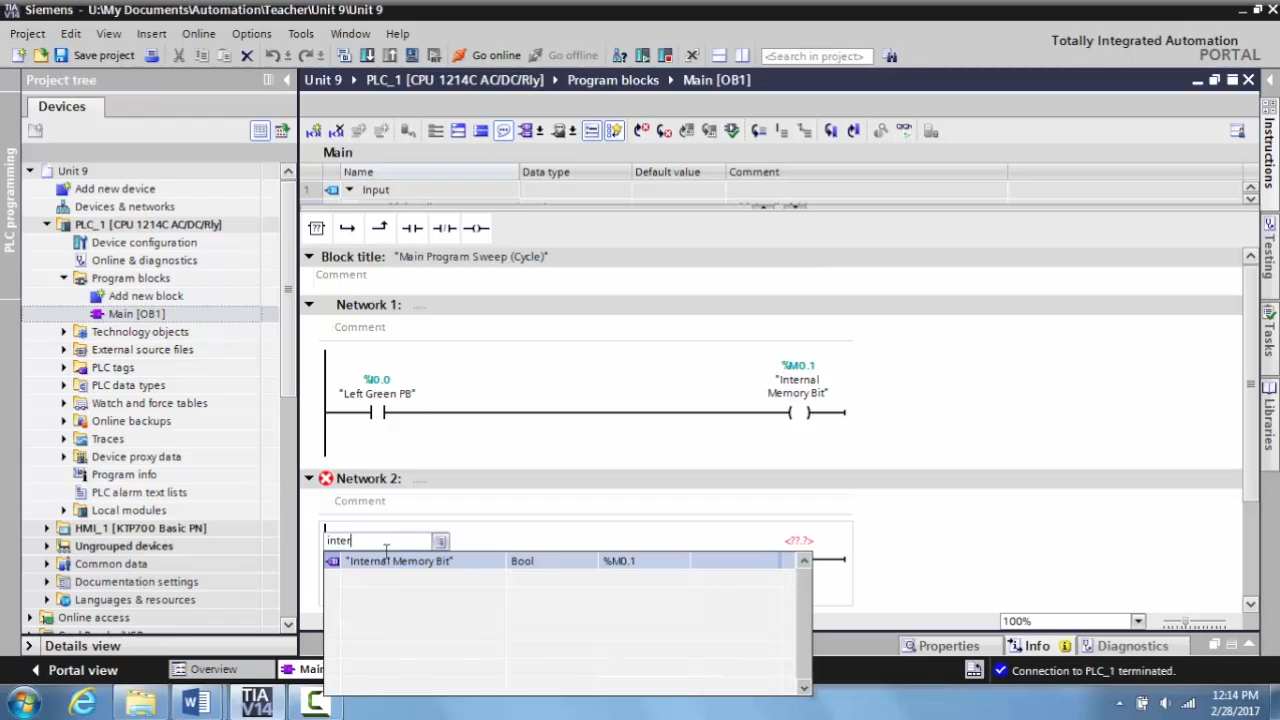 TIA V14 Siemens - U:\My Documents\Automation\Teacher\Unit 9\Unit 9
Project Edit View Insert Online Options Tools Window Help
Totally Integrated Automation
PORTAL
Save project Go online Go offline <Search in project>
Project tree
Unit 9 PLC_1 [CPU 1214C AC/DC/Rly] Program blocks Main [OB1]
Devices
PLC programming
Instructions
Testing
Tasks
Libraries
Main
Name Data type Default value Comment
1 Input
Unit 9
Add new device
Devices & networks
PLC_1 [CPU 1214C AC/DC/Rly]
Device configuration
Online & diagnostics
Program blocks
Add new block
Main [OB1]
Technology objects
External source files
PLC tags
PLC data types
Watch and force tables
Online backups
Traces
Device proxy data
Program info
PLC alarm text lists
Local modules
HMI_1 [KTP700 Basic PN]
Ungrouped devices
Common data
Documentation settings
Languages & resources
Online access
Details view
??
Block title: "Main Program Sweep (Cycle)"
Comment
Network 1: .....
Comment
%I0.0
"Left Green PB"
%M0.1
"Internal
Memory Bit"
Network 2: .....
Comment
inter
<??.?>
"Internal Memory Bit" Bool %M0.1
100%
Properties Info Diagnostics
Portal view Overview Main
Connection to PLC_1 terminated.
TIA
V14
12:14 PM
2/28/2017